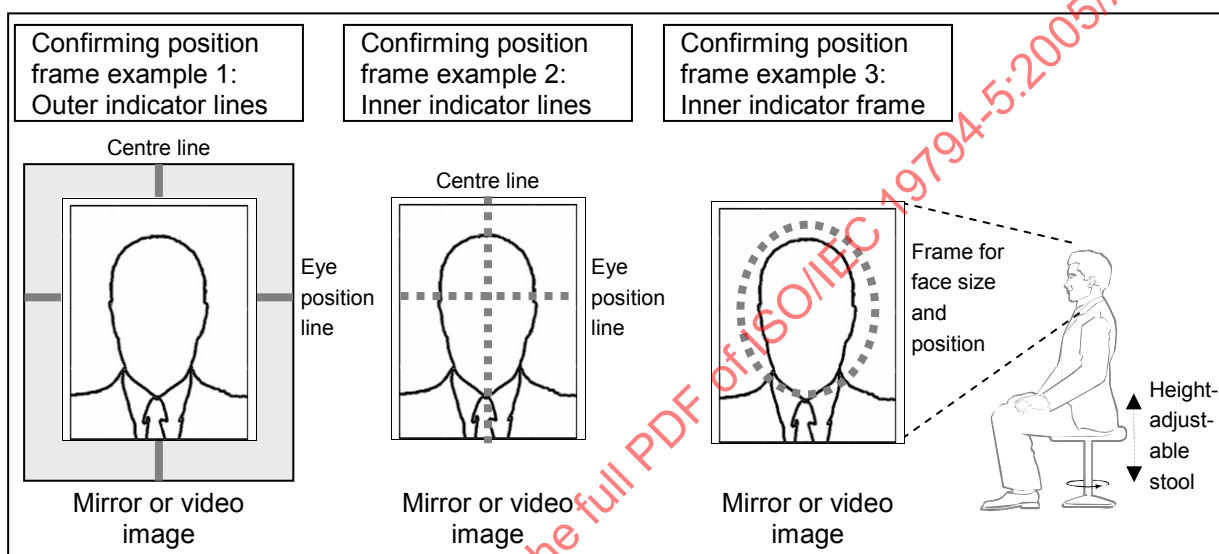 Confirming position
frame example 1:
Outer indicator lines
Confirming position
frame example 2:
Inner indicator lines
Confirming position
frame example 3:
Inner indicator frame
Centre line
Eye
position
line
Mirror or video
image
Centre line
Eye
position
line
Mirror or video
image
Frame for
face size
and
position
Mirror or video
image
Height-
adjust-
able
stool
he full PDF of ISO/IEC 19794-5:2005/